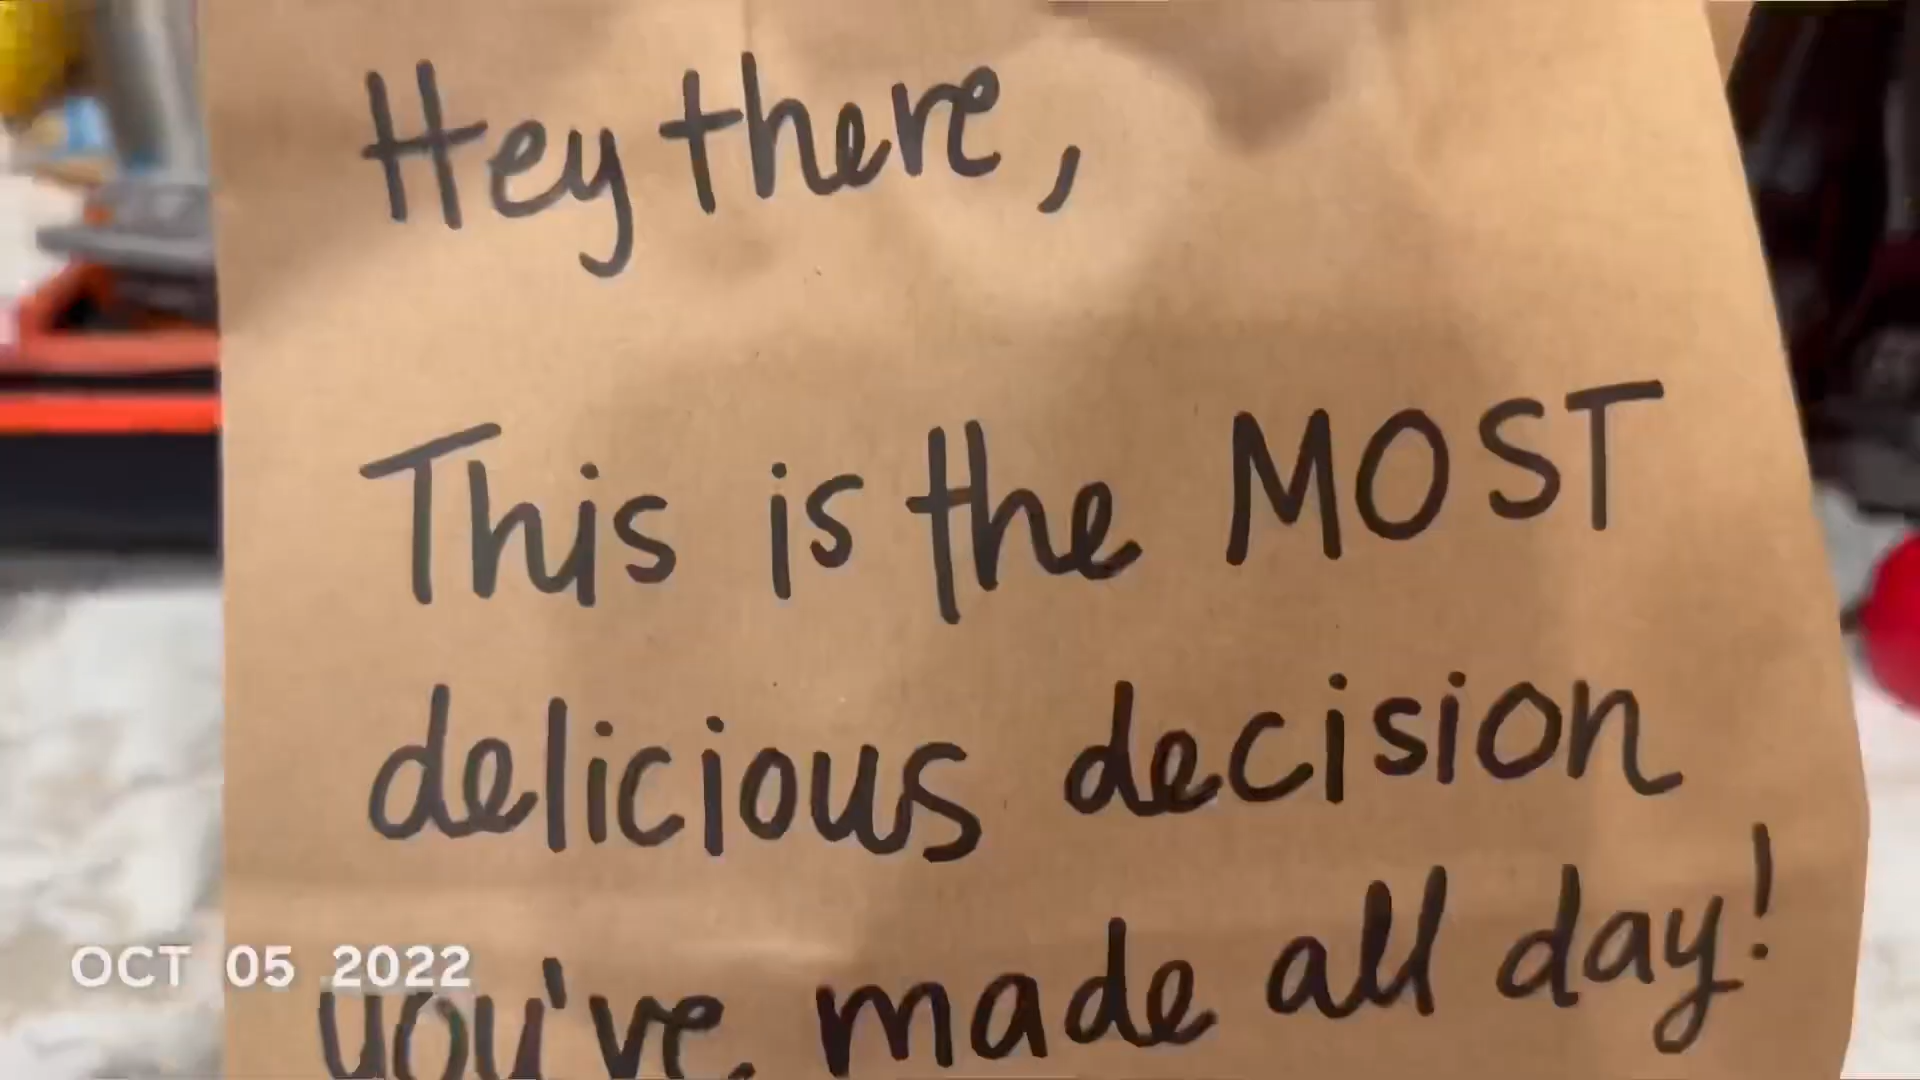 Hey there,
This is the MOST
delicious decision
you've made all day!
OCT 05 2022